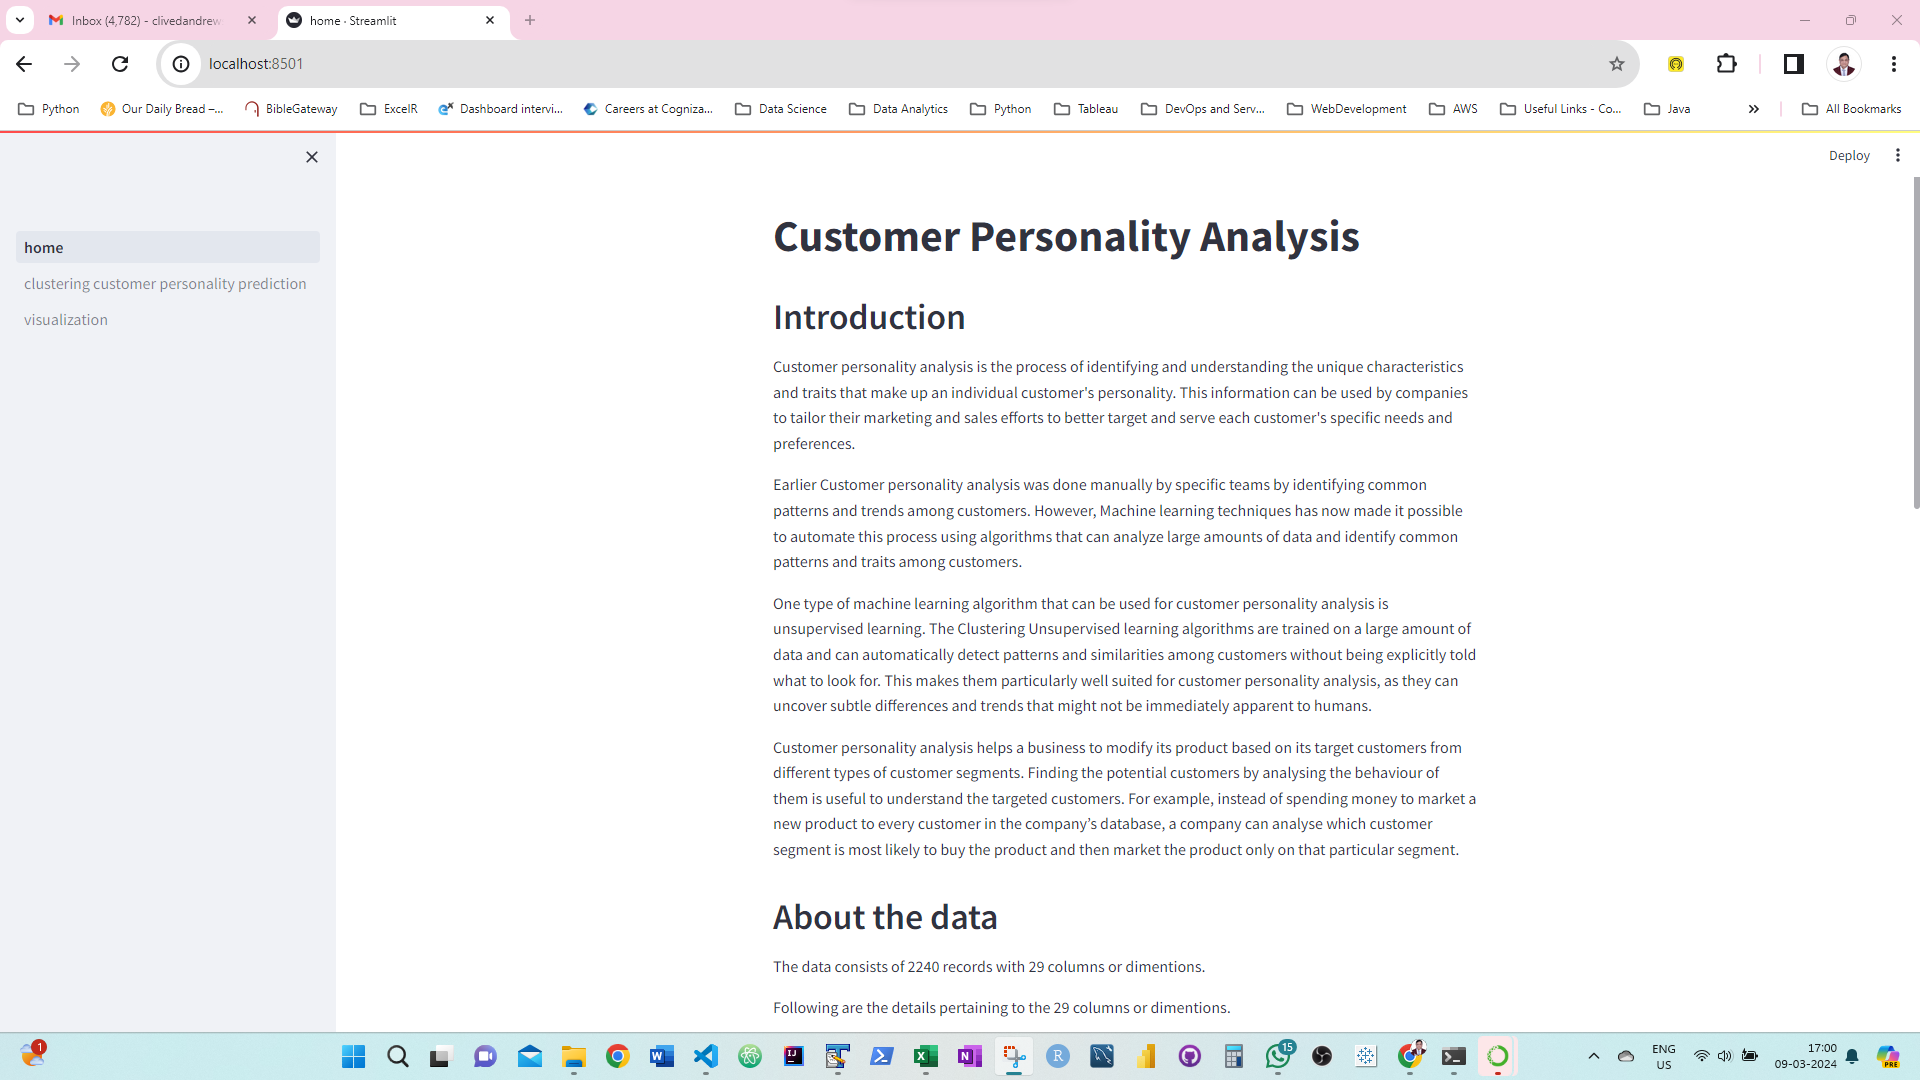 Inbox (4,782) - clivedandrew
home · Streamlit
localhost:8501
Python
Our Daily Bread –...
BibleGateway
ExcelR
Dashboard intervi...
Careers at Cogniza...
Data Science
Data Analytics
Python
Tableau
DevOps and Serv...
WebDevelopment
AWS
Useful Links - Co...
Java
All Bookmarks
Deploy
home
clustering customer personality prediction
visualization
Customer Personality Analysis
Introduction
Customer personality analysis is the process of identifying and understanding the unique characteristics
and traits that make up an individual customer's personality. This information can be used by companies
to tailor their marketing and sales efforts to better target and serve each customer's specific needs and
preferences.
Earlier Customer personality analysis was done manually by specific teams by identifying common
patterns and trends among customers. However, Machine learning techniques has now made it possible
to automate this process using algorithms that can analyze large amounts of data and identify common
patterns and traits among customers.
One type of machine learning algorithm that can be used for customer personality analysis is
unsupervised learning. The Clustering Unsupervised learning algorithms are trained on a large amount of
data and can automatically detect patterns and similarities among customers without being explicitly told
what to look for. This makes them particularly well suited for customer personality analysis, as they can
uncover subtle differences and trends that might not be immediately apparent to humans.
Customer personality analysis helps a business to modify its product based on its target customers from
different types of customer segments. Finding the potential customers by analysing the behaviour of
them is useful to understand the targeted customers. For example, instead of spending money to market a
new product to every customer in the company’s database, a company can analyse which customer
segment is most likely to buy the product and then market the product only on that particular segment.
About the data
The data consists of 2240 records with 29 columns or dimentions.
Following are the details pertaining to the 29 columns or dimentions.
1
15
ENG
US
17:00
09-03-2024
PRE